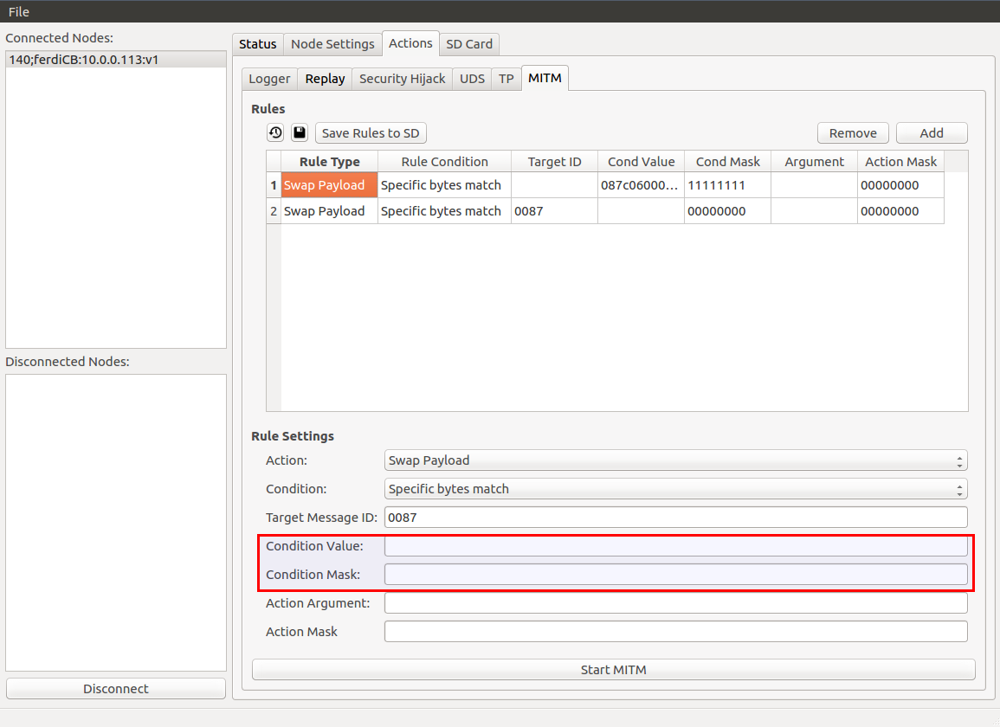 File
Connected Nodes:
140;ferdiCB:10.0.0.113:v1
Disconnected Nodes:
Disconnect
Status Node Settings Actions SD Card
Logger Replay Security Hijack UDS TP MITM
Rules
Save Rules to SD Remove Add
Rule Type Rule Condition Target ID Cond Value Cond Mask Argument Action Mask
1 Swap Payload Specific bytes match 087c06000... 11111111 00000000
2 Swap Payload Specific bytes match 0087 00000000 00000000
Rule Settings
Action: Swap Payload
Condition: Specific bytes match
Target Message ID: 0087
Condition Value:
Condition Mask:
Action Argument:
Action Mask
Start MITM